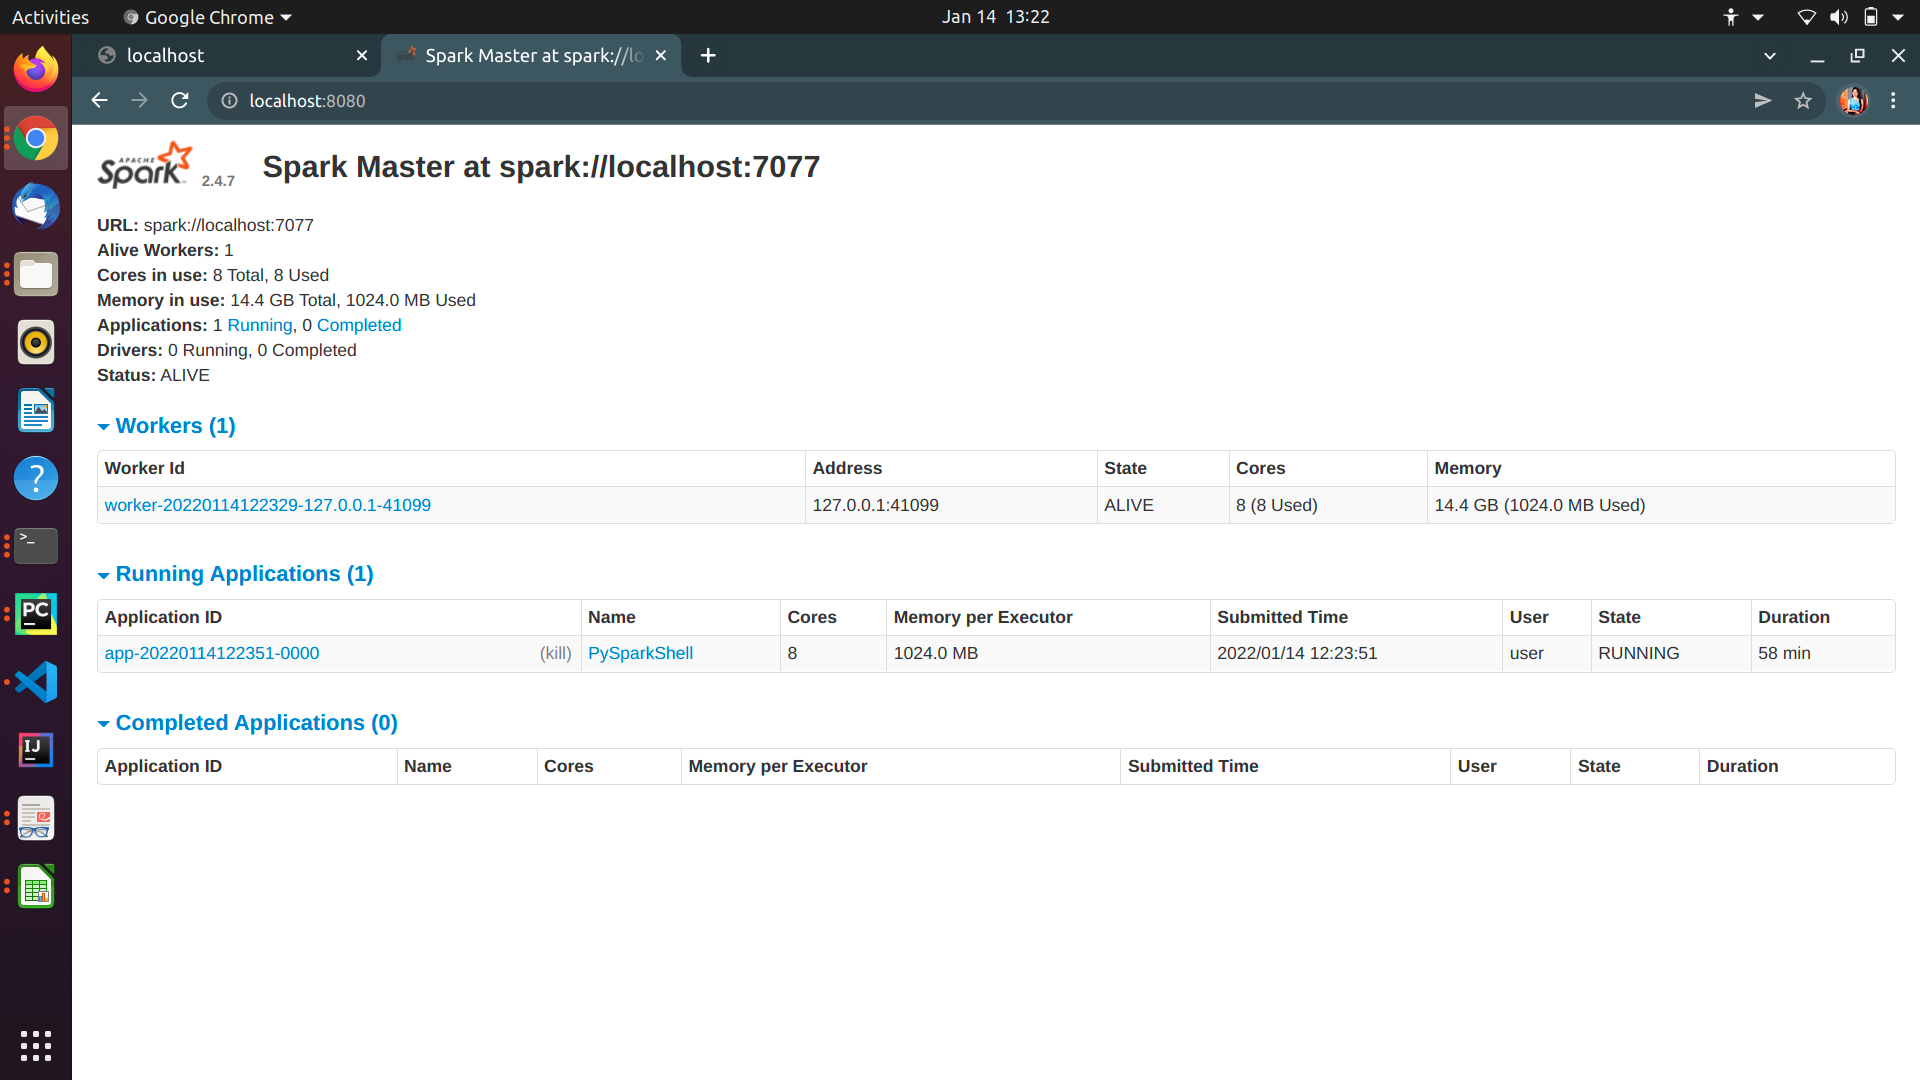 Activities Google Chrome Jan 14 13:22
localhost Spark Master at spark://lo
localhost:8080
APACHE
Spark 2.4.7 Spark Master at spark://localhost:7077
URL: spark://localhost:7077
Alive Workers: 1
Cores in use: 8 Total, 8 Used
Memory in use: 14.4 GB Total, 1024.0 MB Used
Applications: 1 Running, 0 Completed
Drivers: 0 Running, 0 Completed
Status: ALIVE
Workers (1)
Worker Id Address State Cores Memory
worker-20220114122329-127.0.0.1-41099 127.0.0.1:41099 ALIVE 8 (8 Used) 14.4 GB (1024.0 MB Used)
Running Applications (1)
Application ID Name Cores Memory per Executor Submitted Time User State Duration
app-20220114122351-0000 (kill) PySparkShell 8 1024.0 MB 2022/01/14 12:23:51 user RUNNING 58 min
Completed Applications (0)
Application ID Name Cores Memory per Executor Submitted Time User State Duration
?
>_
PC
IJ